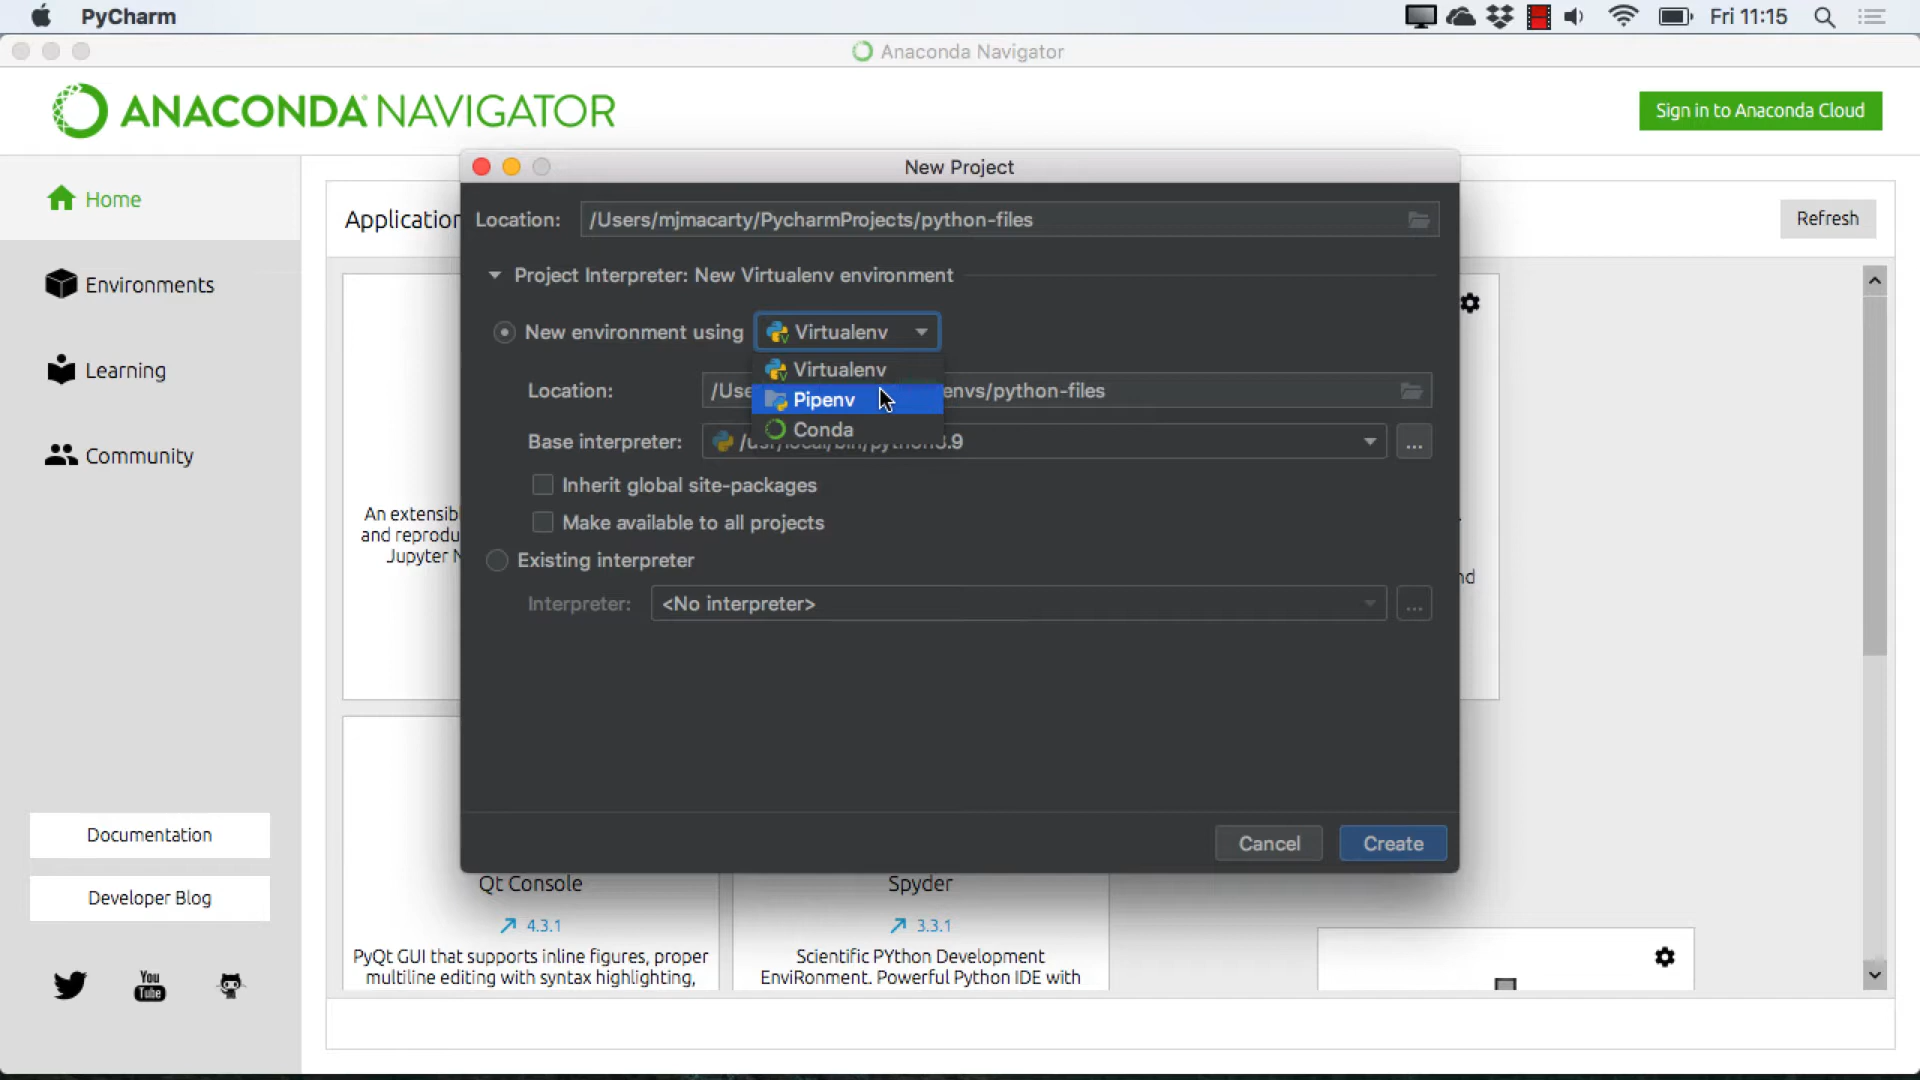 PyCharm
Fri 11:15
Anaconda Navigator
ANACONDA NAVIGATOR
Sign in to Anaconda Cloud
New Project
Home
Application
Refresh
Location: /Users/mjmacarty/PycharmProjects/python-files
Project Interpreter: New Virtualenv environment
Environments
New environment using Virtualenv
Virtualenv
Pipenv
Conda
Learning
Location: /Use envs/python-files
Base interpreter: /usr/local/bin/python3.9
Community
Inherit global site-packages
An extensib
and reprodu
Jupyter N
Make available to all projects
Existing interpreter
nd
Interpreter: <No interpreter>
Documentation
Cancel
Create
Developer Blog
Qt Console
4.3.1
PyQt GUI that supports inline figures, proper
multiline editing with syntax highlighting,
Spyder
3.3.1
Scientific PYthon Development
EnviRonment. Powerful Python IDE with
You
Tube